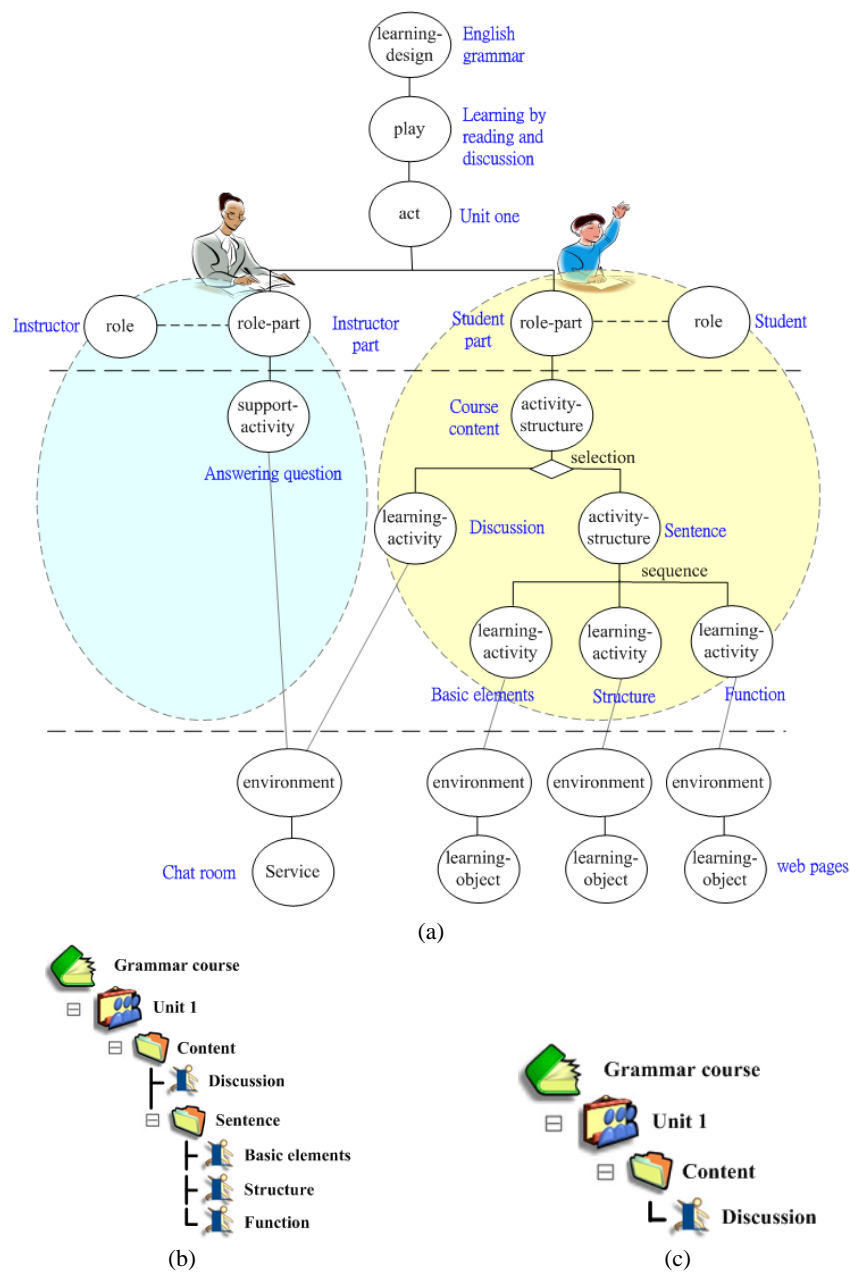 learning-
design
English
grammar
play
Learning by
reading and
discussion
act
Unit one
Instructor
role
role-part
Instructor
part
Student
part
role-part
role
Student
support-
activity
Answering question
Course
content
activity-
structure
selection
learning-
activity
Discussion
activity-
structure
Sentence
sequence
learning-
activity
learning-
activity
learning-
activity
Basic elements
Structure
Function
environment
environment
environment
environment
Chat room
Service
learning-
object
learning-
object
learning-
object
web pages
(a)
Grammar course
Unit 1
Content
Discussion
Sentence
Basic elements
Structure
Function
(b)
Grammar course
Unit 1
Content
Discussion
(c)